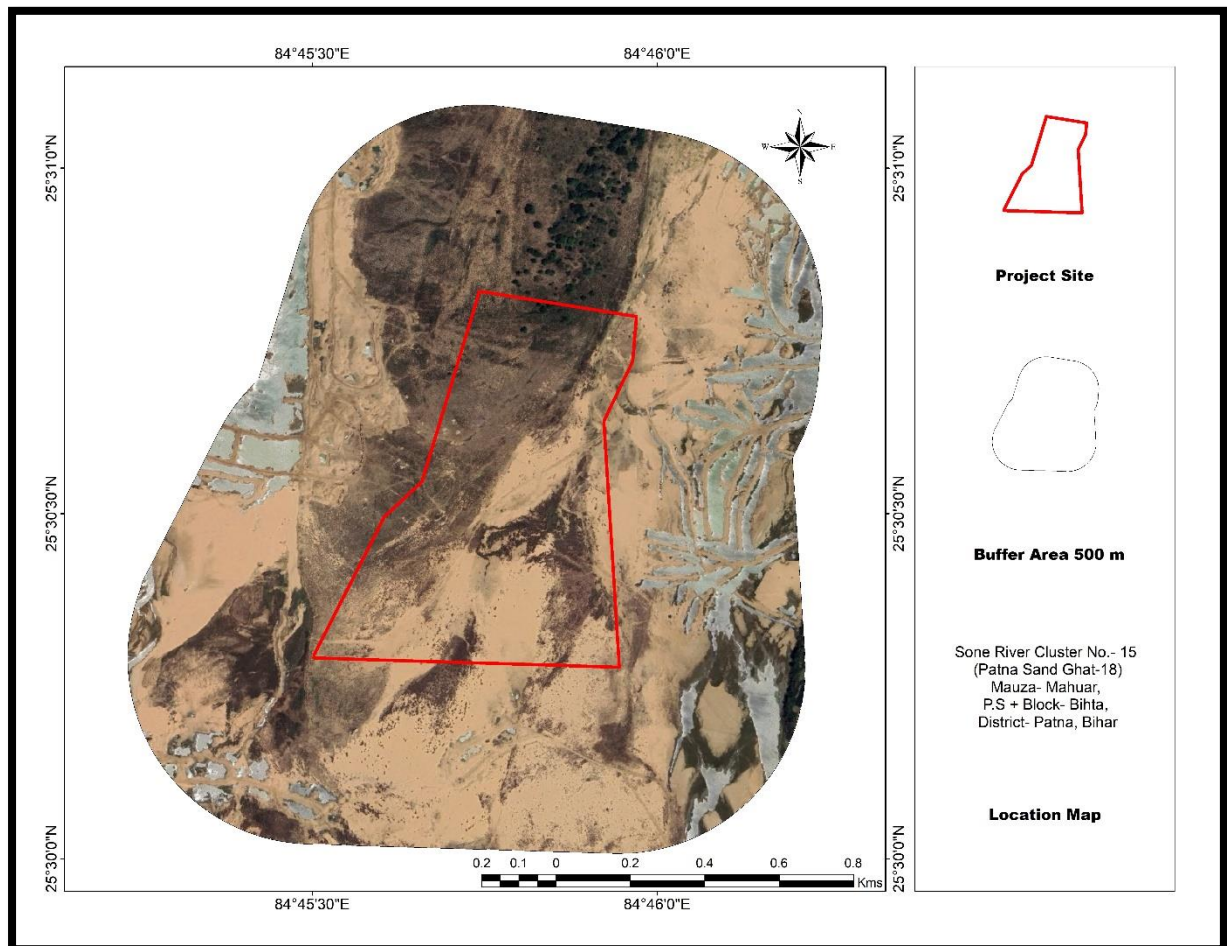 84°45'30"E
84°46'0"E
25°31'0"N
25°31'0"N
N
W
E
S
Project Site
25°30'30"N
25°30'30"N
Buffer Area 500 m
Sone River Cluster No.- 15
(Patna Sand Ghat-18)
Mauza- Mahuar,
P.S + Block- Bihta,
District- Patna, Bihar
Location Map
25°30'0"N
25°30'0"N
0.2 0.1 0 0.2 0.4 0.6 0.8
Kms
84°45'30"E
84°46'0"E